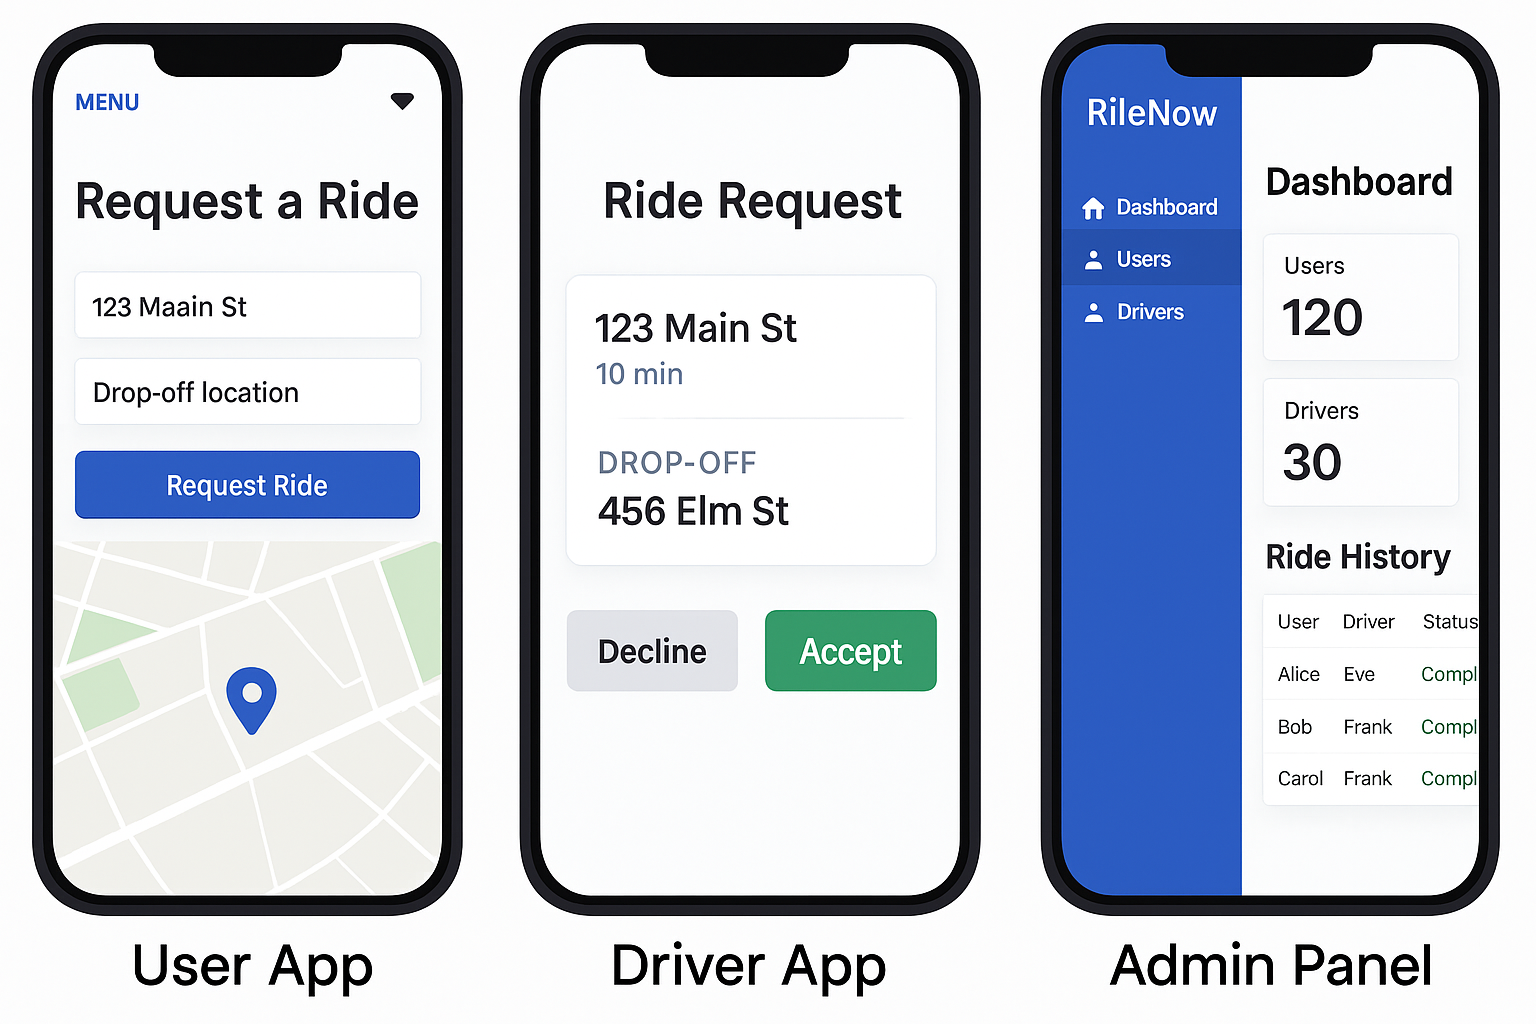 MENU
Request a Ride
123 Maain St
Drop-off location
Request Ride
User App
Ride Request
123 Main St
10 min
DROP-OFF
456 Elm St
Decline
Accept
Driver App
RileNow
Dashboard
Users
Drivers
Dashboard
Users
120
Drivers
30
Ride History
User Driver Status
Alice Eve Compl
Bob Frank Compl
Carol Frank Compl
Admin Panel